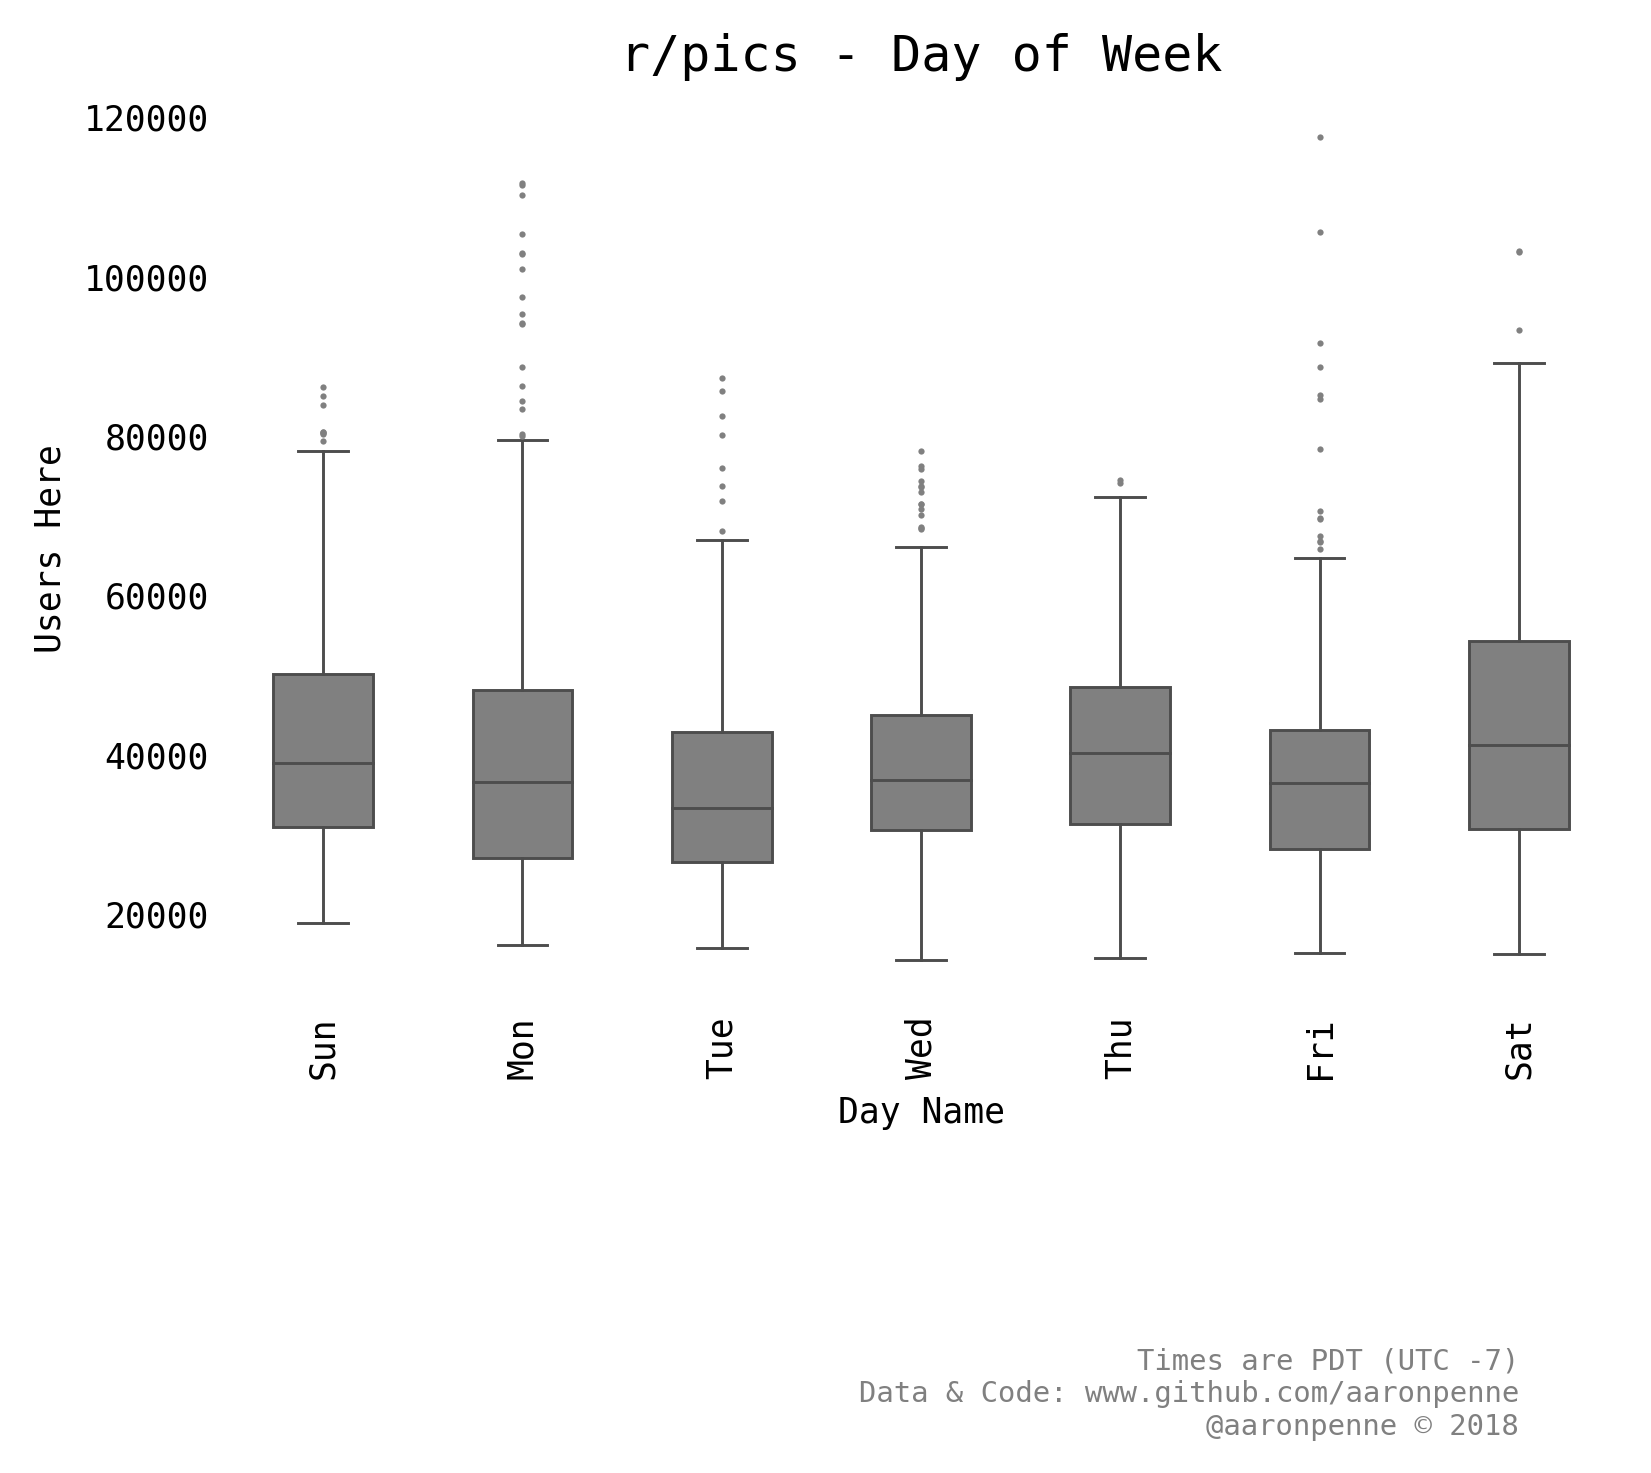 r/pics - Day of Week
120000
100000
80000
60000
40000
20000
Users Here
Sun
Mon
Tue
Wed
Thu
Fri
Sat
Day Name
Times are PDT (UTC -7)
Data & Code: www.github.com/aaronpenne
@aaronpenne © 2018